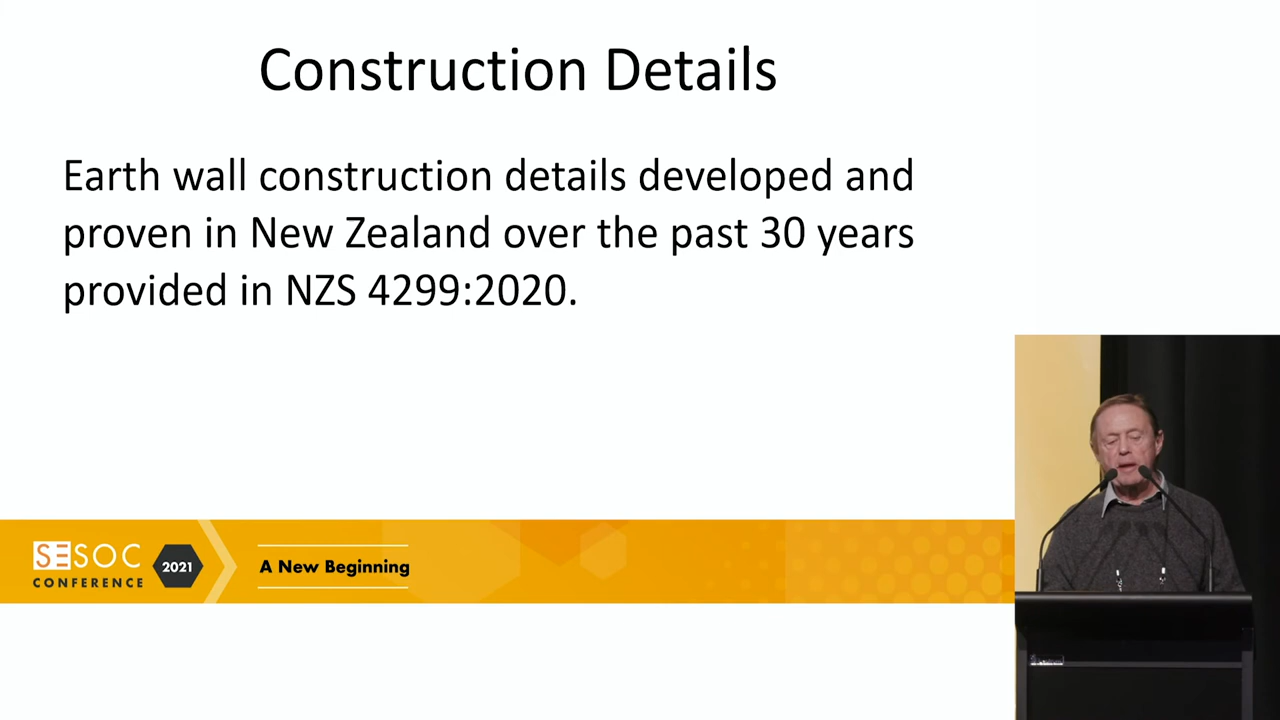 Construction Details
Earth wall construction details developed and
proven in New Zealand over the past 30 years
provided in NZS 4299:2020.
SESOC
CONFERENCE
2021
A New Beginning